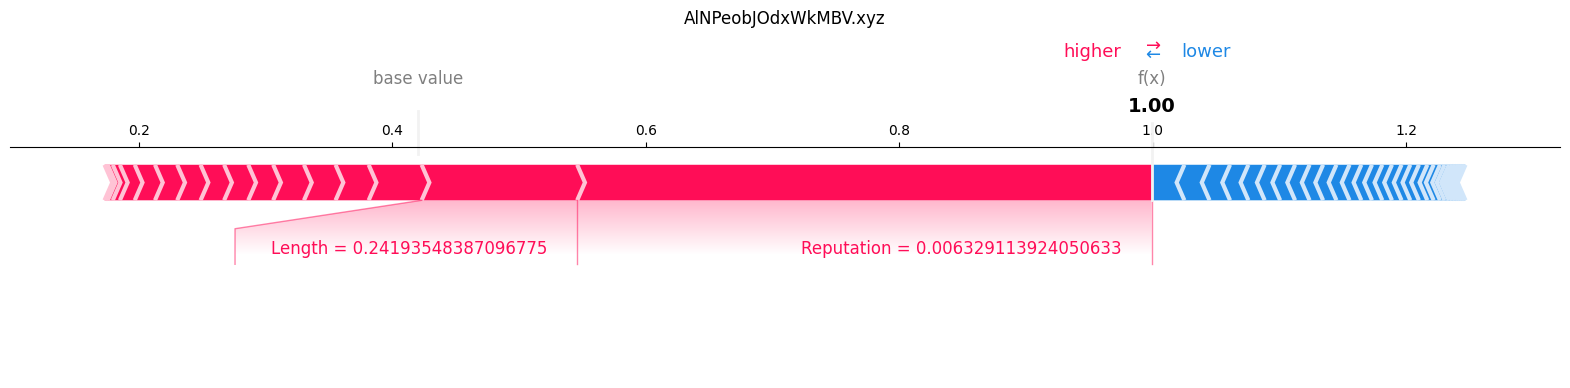 AlNPeobJOdxWkMBV.xyz
higher → ← lower
base value f(x)
1.00
0.2 0.4 0.6 0.8 1.0 1.2
Length = 0.24193548387096775 Reputation = 0.006329113924050633